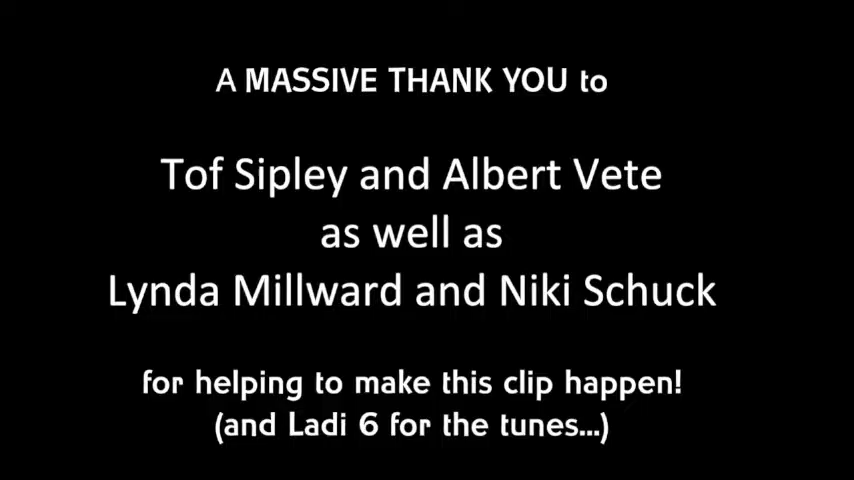 A MASSIVE THANK YOU to
Tof Sipley and Albert Vete
as well as
Lynda Millward and Niki Schuck
for helping to make this clip happen!
(and Ladi 6 for the tunes...)